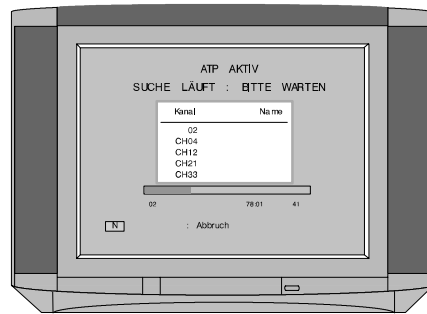 ATP AKTIV
SUCHE LÄUFT : BITTE WARTEN
Kanal Name
02
CH04
CH12
CH21
CH33
02 78:01 41
N : Abbruch